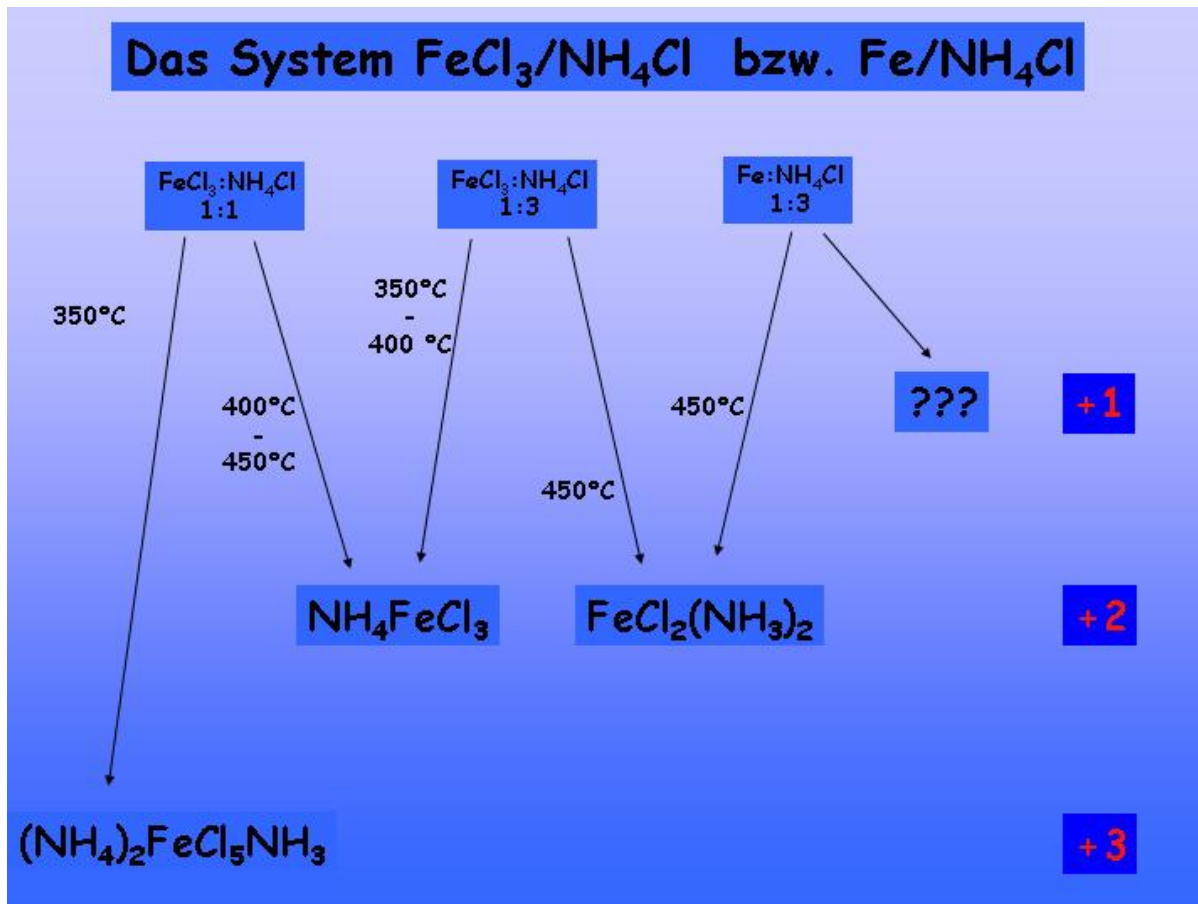 Das System FeCl₃/NH₄Cl bzw. Fe/NH₄Cl
FeCl₃:NH₄Cl
1:1
FeCl₃:NH₄Cl
1:3
Fe:NH₄Cl
1:3
350°C
350°C
-
400 °C
400°C
-
450°C
450°C
450°C
???
+1
NH₄FeCl₃
FeCl₂(NH₃)₂
+2
(NH₄)₂FeCl₅NH₃
+3